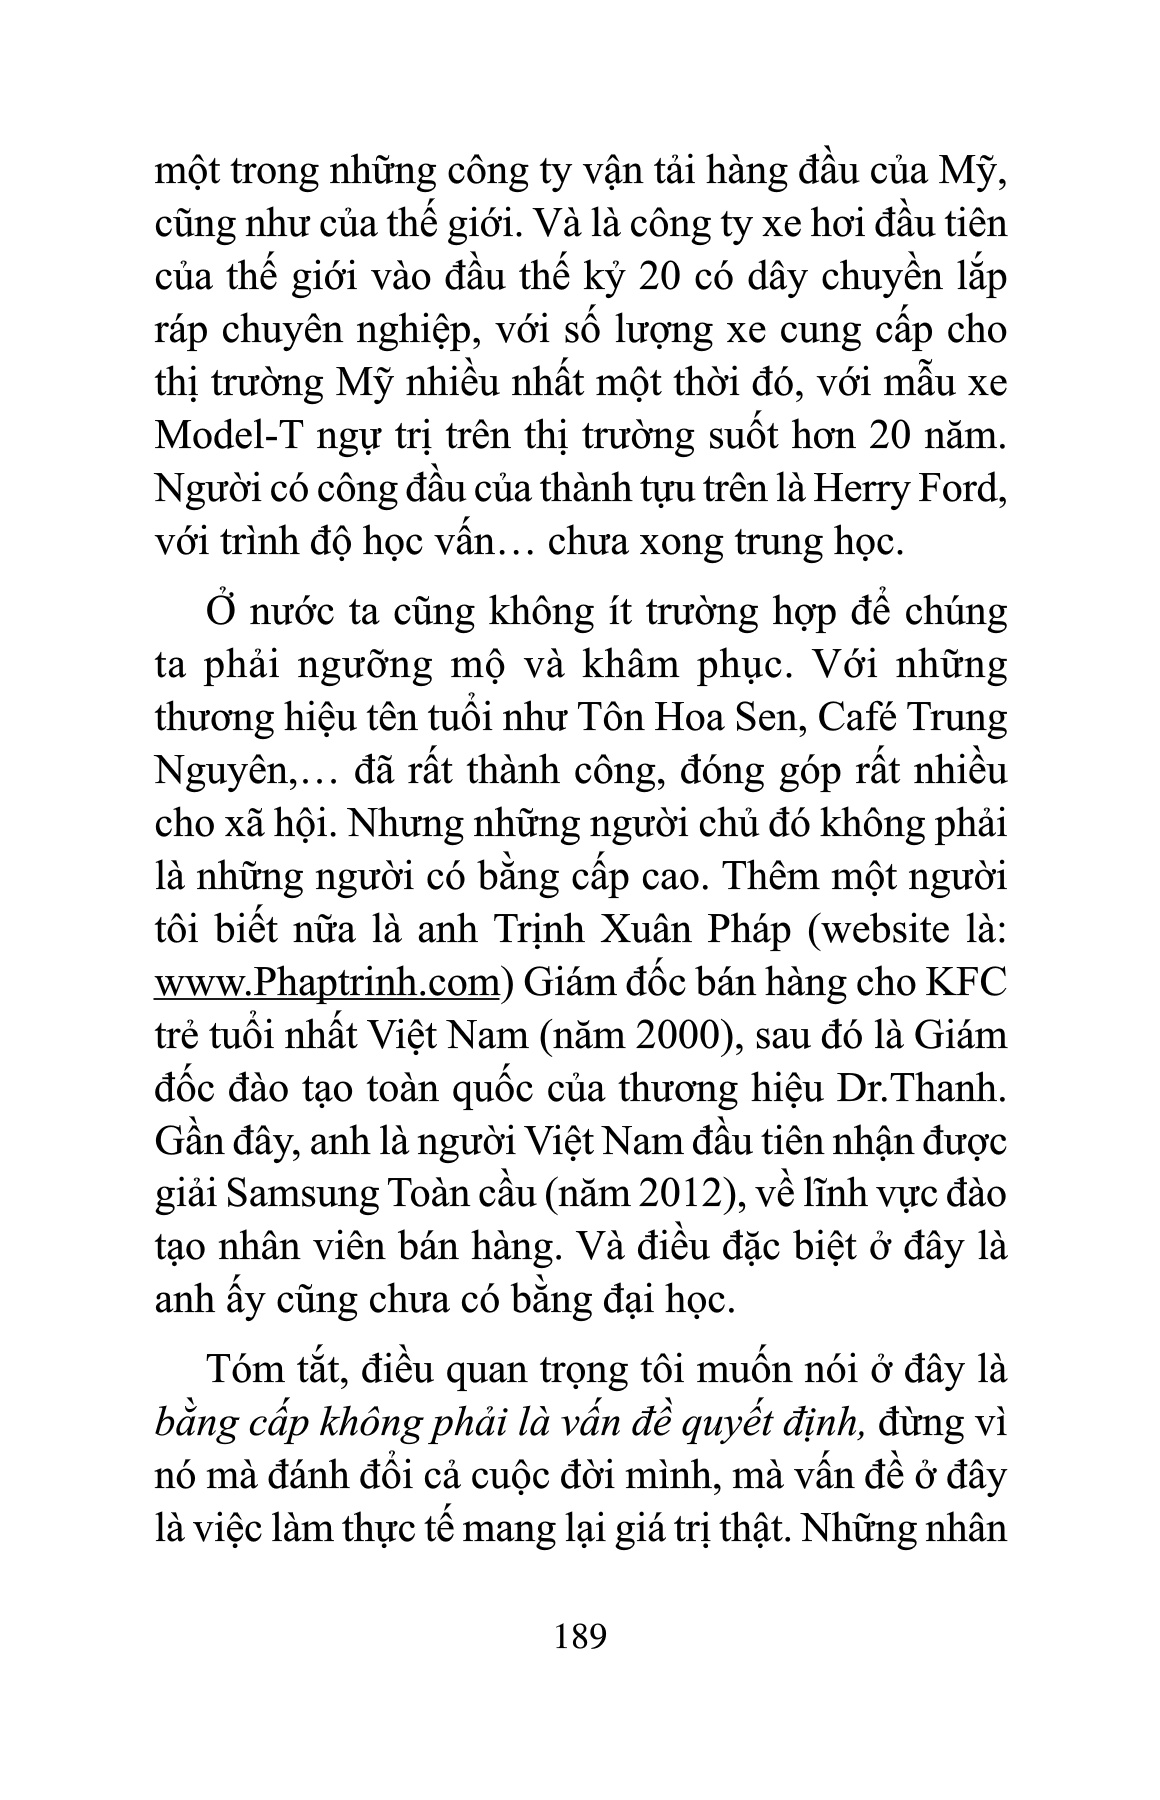 một trong những công ty vận tải hàng đầu của Mỹ,
cũng như của thế giới. Và là công ty xe hơi đầu tiên
của thế giới vào đầu thế kỷ 20 có dây chuyền lắp
ráp chuyên nghiệp, với số lượng xe cung cấp cho
thị trường Mỹ nhiều nhất một thời đó, với mẫu xe
Model-T ngự trị trên thị trường suốt hơn 20 năm.
Người có công đầu của thành tựu trên là Herry Ford,
với trình độ học vấn… chưa xong trung học.
Ở nước ta cũng không ít trường hợp để chúng
ta phải ngưỡng mộ và khâm phục. Với những
thương hiệu tên tuổi như Tôn Hoa Sen, Café Trung
Nguyên,… đã rất thành công, đóng góp rất nhiều
cho xã hội. Nhưng những người chủ đó không phải
là những người có bằng cấp cao. Thêm một người
tôi biết nữa là anh Trịnh Xuân Pháp (website là:
www.Phaptrinh.com) Giám đốc bán hàng cho KFC
trẻ tuổi nhất Việt Nam (năm 2000), sau đó là Giám
đốc đào tạo toàn quốc của thương hiệu Dr.Thanh.
Gần đây, anh là người Việt Nam đầu tiên nhận được
giải Samsung Toàn cầu (năm 2012), về lĩnh vực đào
tạo nhân viên bán hàng. Và điều đặc biệt ở đây là
anh ấy cũng chưa có bằng đại học.
Tóm tắt, điều quan trọng tôi muốn nói ở đây là
bằng cấp không phải là vấn đề quyết định, đừng vì
nó mà đánh đổi cả cuộc đời mình, mà vấn đề ở đây
là việc làm thực tế mang lại giá trị thật. Những nhân
189